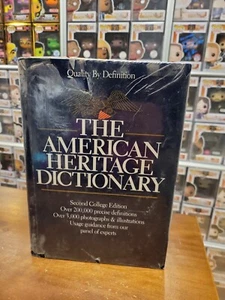 Quality By Definition
THE
AMERICAN
HERITAGE
DICTIONARY
Second College Edition
Over 200,000 precise definitions
Over 3,000 photographs & illustrations
Usage guidance from our
panel of experts